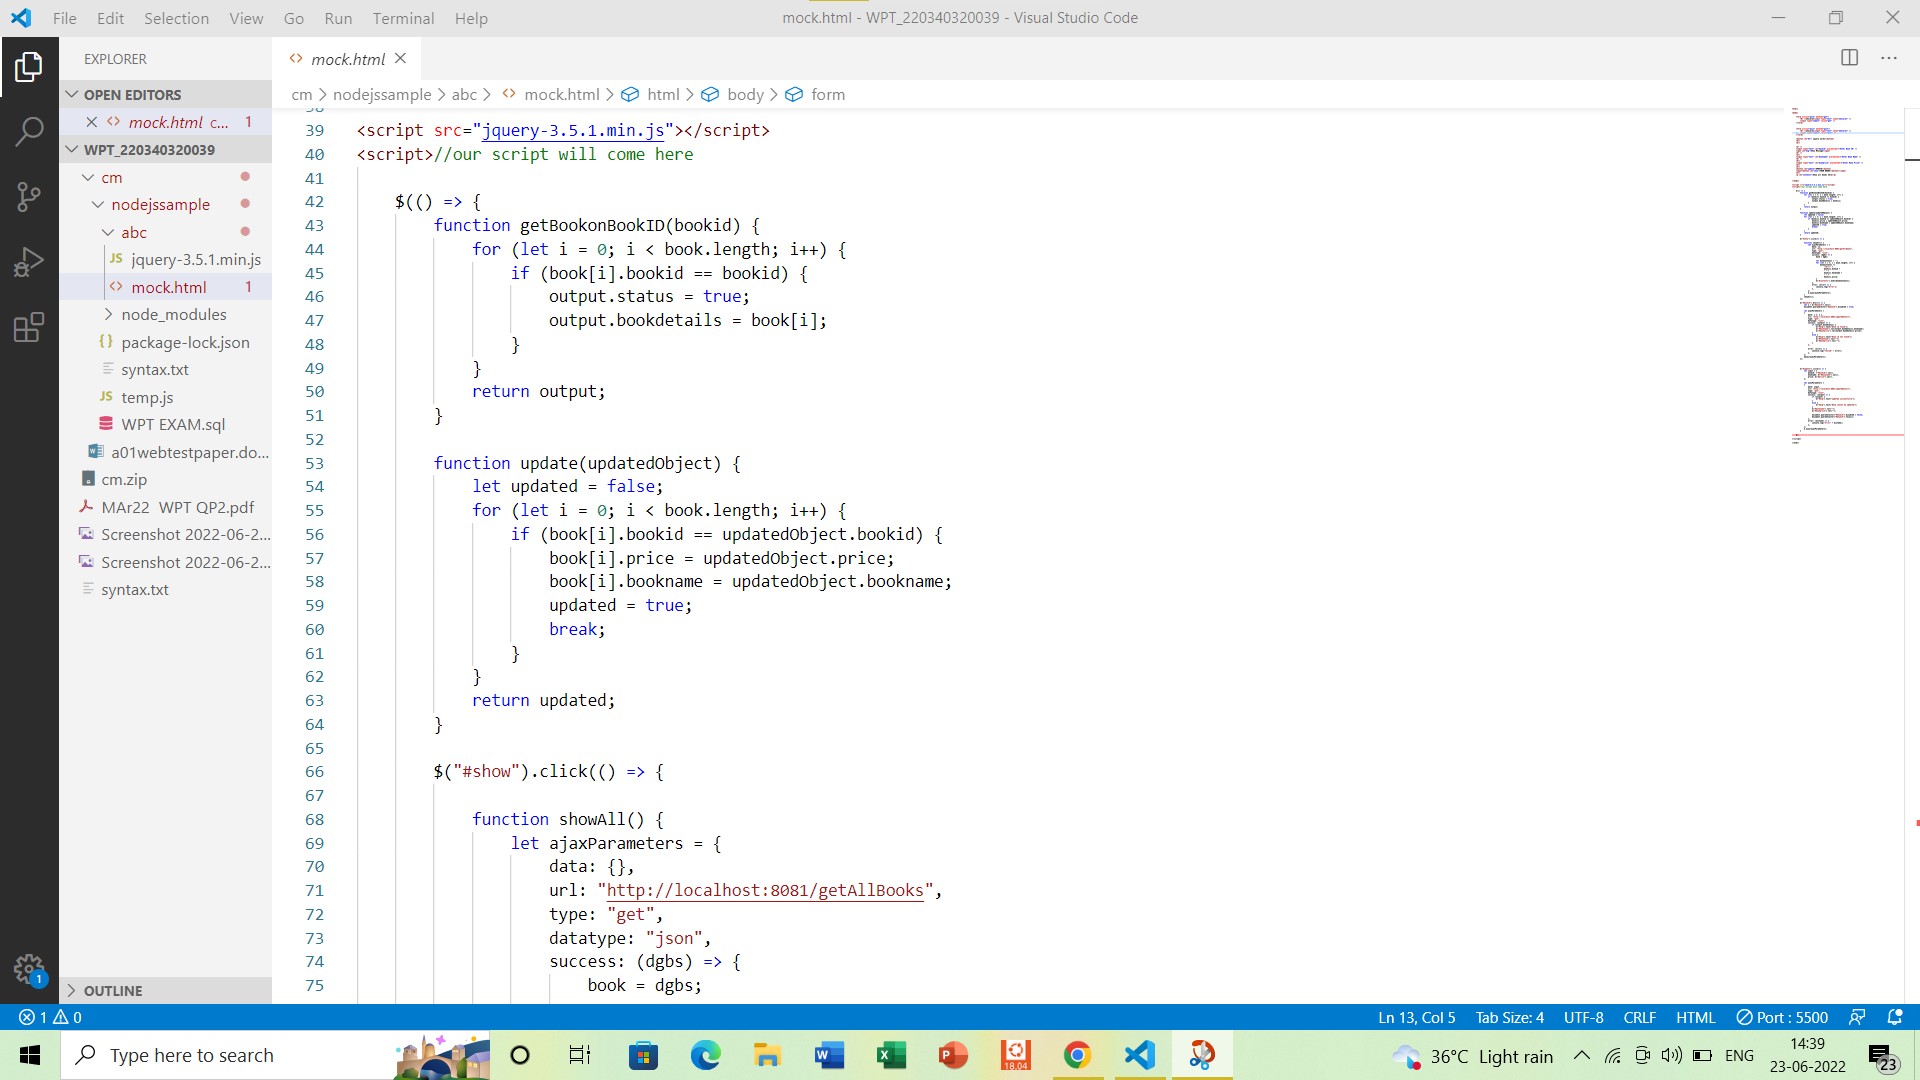 File Edit Selection View Go Run Terminal Help
mock.html - WPT_220340320039 - Visual Studio Code
EXPLORER
OPEN EDITORS
mock.html c... 1
WPT_220340320039
cm
nodejssample
abc
JS jquery-3.5.1.min.js
<> mock.html 1
node_modules
{} package-lock.json
syntax.txt
JS temp.js
WPT EXAM.sql
a01webtestpaper.do...
cm.zip
MAr22 WPT QP2.pdf
Screenshot 2022-06-2...
Screenshot 2022-06-2...
syntax.txt
OUTLINE
mock.html
cm > nodejssample > abc > <> mock.html > html > body > form
39 <script src="jquery-3.5.1.min.js"></script>
40 <script>//our script will come here
41
42 $(() => {
43 function getBookonBookID(bookid) {
44 for (let i = 0; i < book.length; i++) {
45 if (book[i].bookid == bookid) {
46 output.status = true;
47 output.bookdetails = book[i];
48 }
49 }
50 return output;
51 }
52
53 function update(updatedObject) {
54 let updated = false;
55 for (let i = 0; i < book.length; i++) {
56 if (book[i].bookid == updatedObject.bookid) {
57 book[i].price = updatedObject.price;
58 book[i].bookname = updatedObject.bookname;
59 updated = true;
60 break;
61 }
62 }
63 return updated;
64 }
65
66 $("#show").click(() => {
67
68 function showAll() {
69 let ajaxParameters = {
70 data: {},
71 url: "http://localhost:8081/getAllBooks",
72 type: "get",
73 datatype: "json",
74 success: (dgbs) => {
75 book = dgbs;
1
1 0
Ln 13, Col 5 Tab Size: 4 UTF-8 CRLF HTML Port : 5500
Type here to search
18.04
36°C Light rain
ENG
14:39
23-06-2022
23